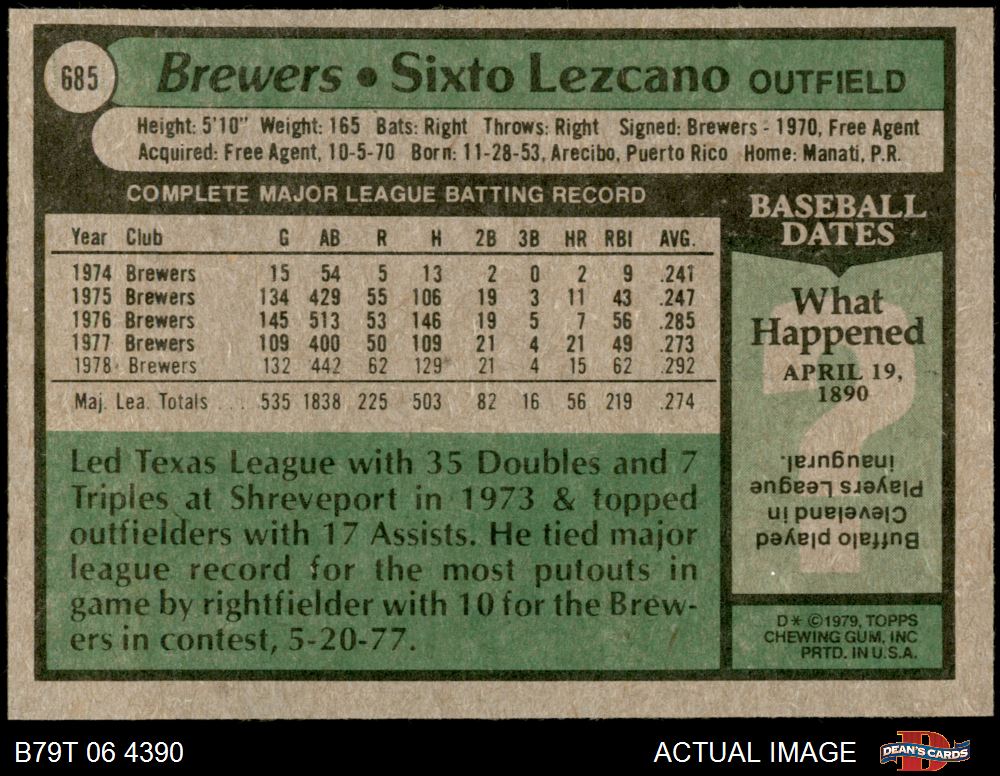 685
Brewers • Sixto Lezcano OUTFIELD
Height: 5'10" Weight: 165 Bats: Right Throws: Right Signed: Brewers - 1970, Free Agent
Acquired: Free Agent, 10-5-70 Born: 11-28-53, Arecibo, Puerto Rico Home: Manati, P.R.
COMPLETE MAJOR LEAGUE BATTING RECORD
Year Club G AB R H 2B 3B HR RBI AVG.
1974 Brewers 15 54 5 13 2 0 2 9 .241
1975 Brewers 134 429 55 106 19 3 11 43 .247
1976 Brewers 145 513 53 146 19 5 7 56 .285
1977 Brewers 109 400 50 109 21 4 21 49 .273
1978 Brewers 132 442 62 129 21 4 15 62 .292
Maj. Lea. Totals ... 535 1838 225 503 82 16 56 219 .274
Led Texas League with 35 Doubles and 7
Triples at Shreveport in 1973 & topped
outfielders with 17 Assists. He tied major
league record for the most putouts in
game by rightfielder with 10 for the Brew-
ers in contest, 5-20-77.
BASEBALL
DATES
What
Happened
APRIL 19,
1890
?
Buffalo played
Cleveland in
Players League
inaugural.
D* ©1979, TOPPS
CHEWING GUM, INC
PRTD. IN U.S.A.
B79T 06 4390
ACTUAL IMAGE
DEAN'S CARDS